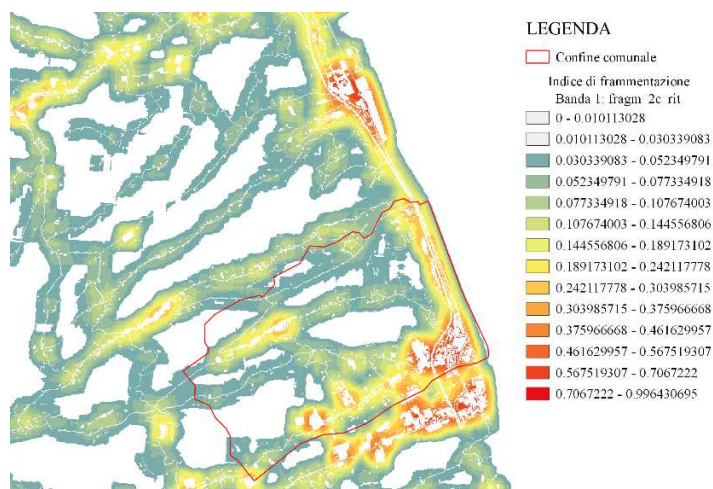 LEGENDA
Confine comunale
Indice di frammentazione
Banda 1: fragm_2c_rit
0 - 0.010113028
0.010113028 - 0.030339083
0.030339083 - 0.052349791
0.052349791 - 0.077334918
0.077334918 - 0.107674003
0.107674003 - 0.144556806
0.144556806 - 0.189173102
0.189173102 - 0.242117778
0.242117778 - 0.303985715
0.303985715 - 0.375966668
0.375966668 - 0.461629957
0.461629957 - 0.567519307
0.567519307 - 0.7067222
0.7067222 - 0.996430695